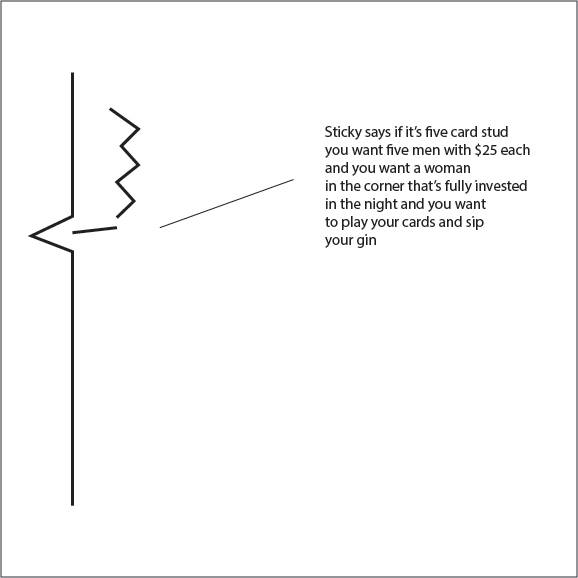 Sticky says if it’s five card stud
you want five men with $25 each
and you want a woman
in the corner that’s fully invested
in the night and you want
to play your cards and sip
your gin